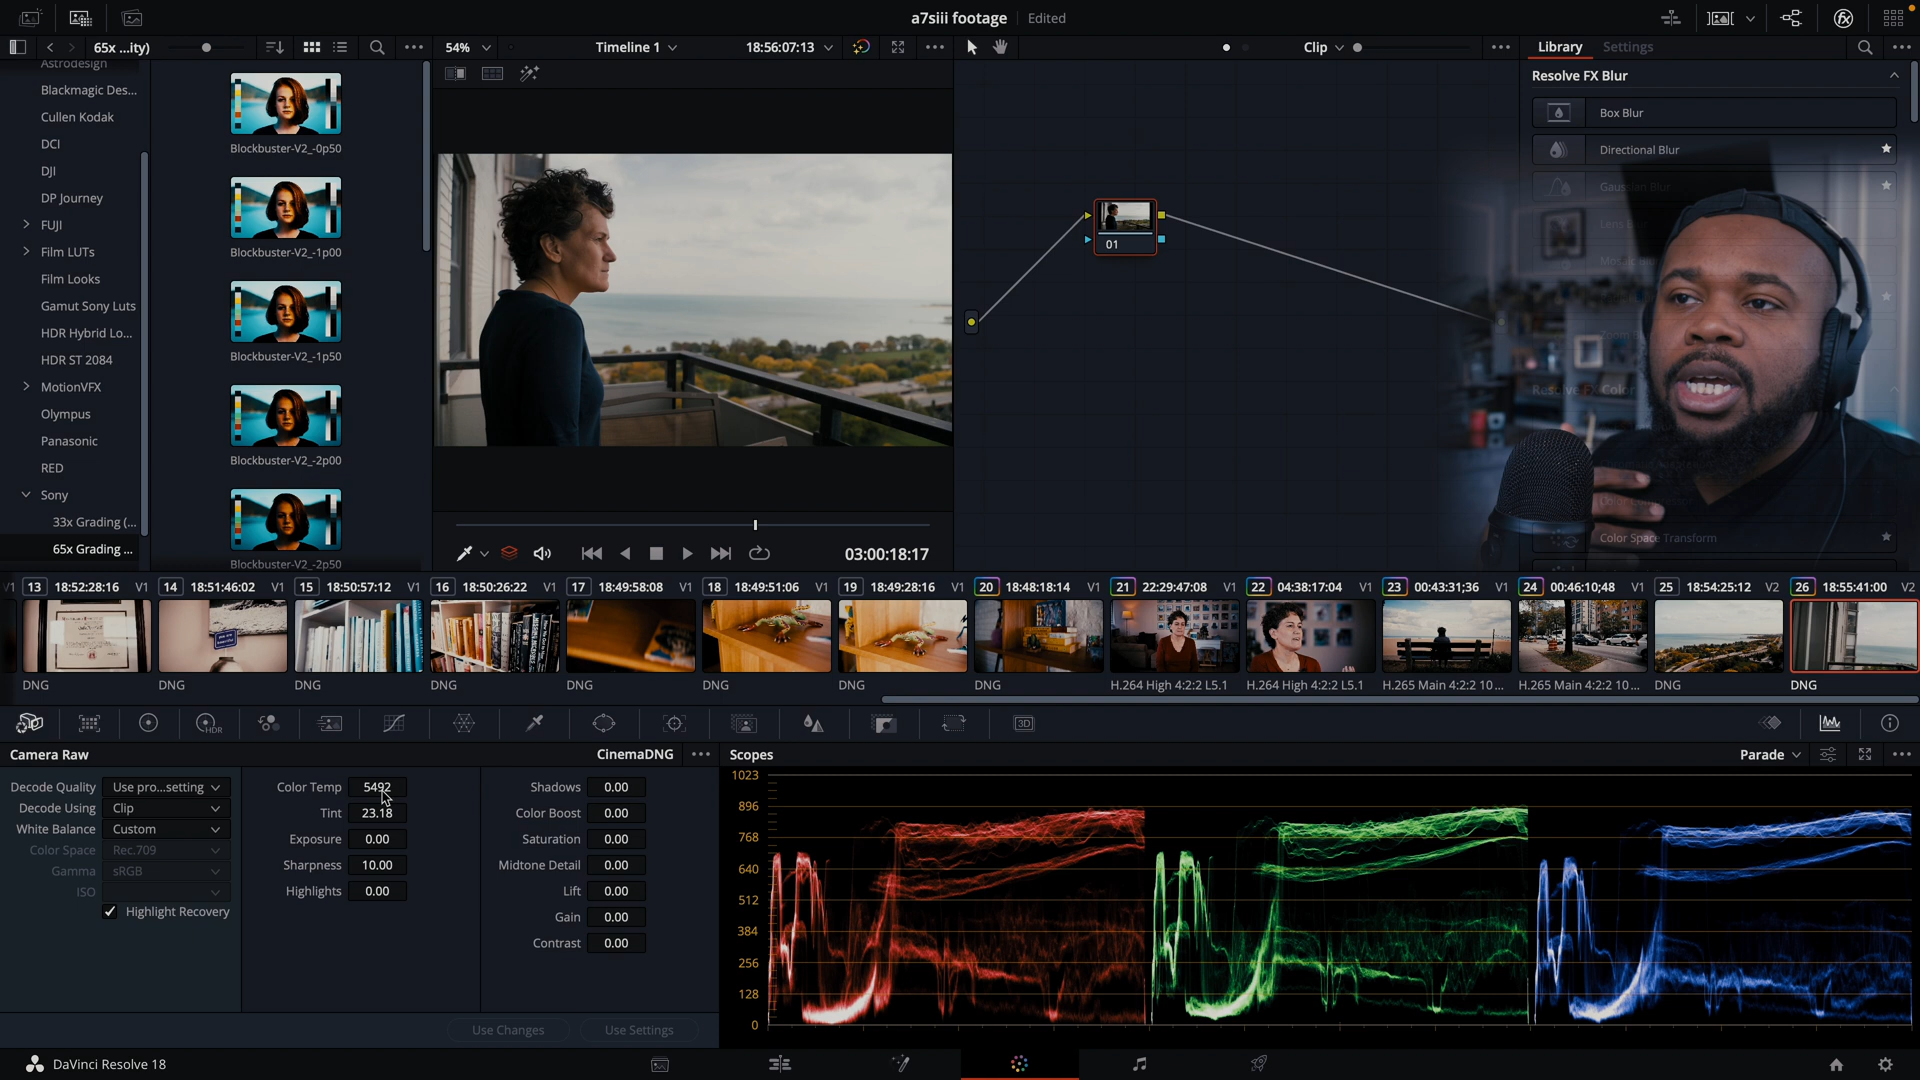 a7siii footage
Edited
65x ...ity)
54%
Timeline 1
18:56:07:13
Clip
Library
Settings
Astrodesign
Blackmagic Des...
Cullen Kodak
DCI
DJI
DP Journey
FUJI
Film LUTs
Film Looks
Gamut Sony Luts
HDR Hybrid Lo...
HDR ST 2084
MotionVFX
Olympus
Panasonic
RED
Sony
33x Grading (...
65x Grading ...
Blockbuster-V2_-0p50
Blockbuster-V2_-1p00
Blockbuster-V2_-1p50
Blockbuster-V2_-2p00
Blockbuster-V2_-2p50
01
Resolve FX Blur
Box Blur
Directional Blur
Gaussian Blur
Color Space Transform
03:00:18:17
V1
13 18:52:28:16 V1
14 18:51:46:02 V1
15 18:50:57:12 V1
16 18:50:26:22 V1
17 18:49:58:08 V1
18 18:49:51:06 V1
19 18:49:28:16 V1
20 18:48:18:14 V1
21 22:29:47:08 V1
22 04:38:17:04 V1
23 00:43:31;36 V1
24 00:46:10;48 V1
25 18:54:25:12 V2
26 18:55:41:00 V2
DNG
DNG
DNG
DNG
DNG
DNG
DNG
DNG
H.264 High 4:2:2 L5.1
H.264 High 4:2:2 L5.1
H.265 Main 4:2:2 10...
H.265 Main 4:2:2 10...
DNG
DNG
HDR
3D
Camera Raw
CinemaDNG
Decode Quality Use pro...setting
Decode Using Clip
White Balance Custom
Color Space Rec.709
Gamma sRGB
ISO
Highlight Recovery
Color Temp 5492
Tint 23.18
Exposure 0.00
Sharpness 10.00
Highlights 0.00
Shadows 0.00
Color Boost 0.00
Saturation 0.00
Midtone Detail 0.00
Lift 0.00
Gain 0.00
Contrast 0.00
Use Changes
Use Settings
Scopes
Parade
1023
896
768
640
512
384
256
128
0
DaVinci Resolve 18